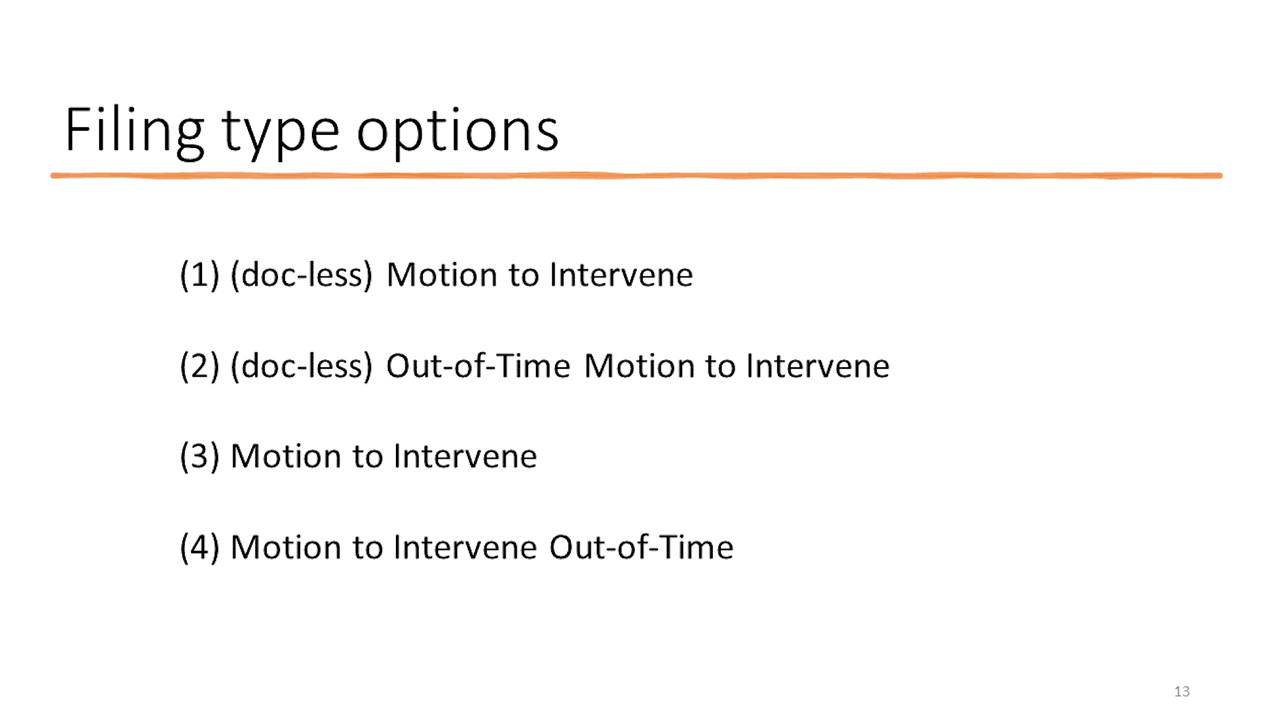 Filing type options
(1) (doc-less) Motion to Intervene
(2) (doc-less) Out-of-Time Motion to Intervene
(3) Motion to Intervene
(4) Motion to Intervene Out-of-Time
13